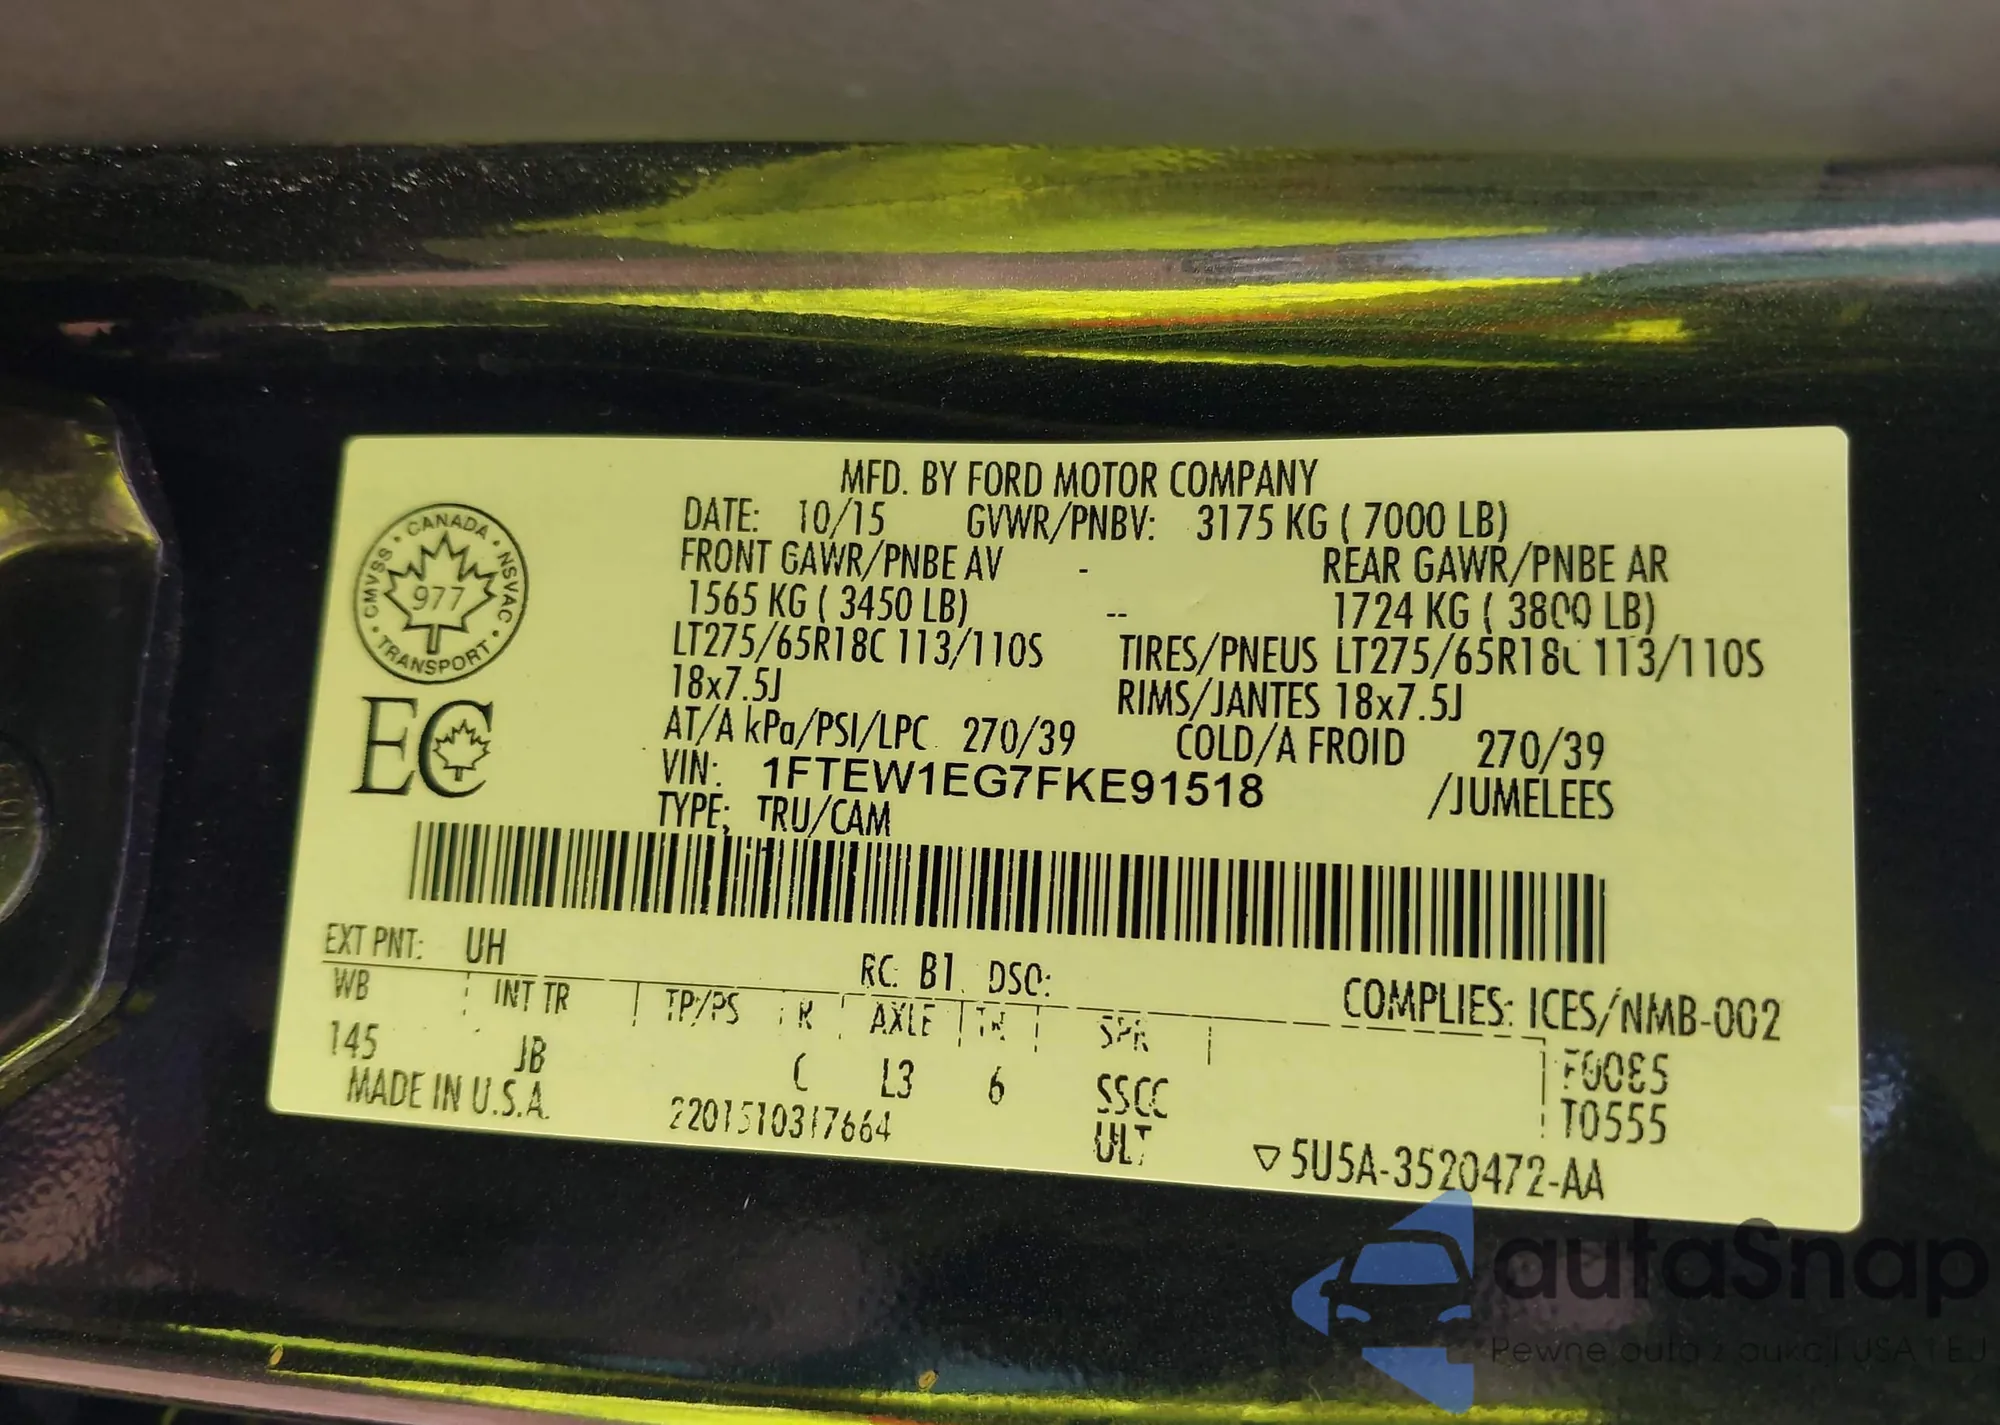 MFD. BY FORD MOTOR COMPANY
DATE: 10/15 GVWR/PNBV: 3175 KG ( 7000 LB)
FRONT GAWR/PNBE AV - REAR GAWR/PNBE AR
1565 KG ( 3450 LB) -- 1724 KG ( 3800 LB)
LT275/65R18C 113/110S TIRES/PNEUS LT275/65R18C 113/110S
18x7.5J RIMS/JANTES 18x7.5J
AT/A kPa/PSI/LPC 270/39 COLD/A FROID 270/39
VIN: 1FTEW1EG7FKE91518 /JUMELEES
TYPE: TRU/CAM
CANADA
CMVSS NSVAC
977
TRANSPORT
EC
EXT PNT: UH RC: B1 DSO: COMPLIES: ICES/NMB-002
WB INT TR TP/PS R AXLE TR SPR
145 JB C L3 6 SSCC
T0555
MADE IN U.S.A. ULT ▽5U5A-3520472-AA
autaSnap
Pewne auta z aukcji USA i EU